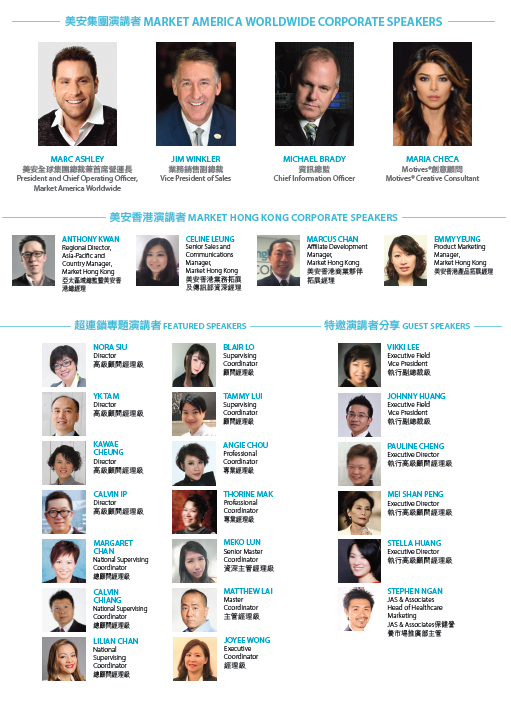 美安集團演講者 MARKET AMERICA WORLDWIDE CORPORATE SPEAKERS
MARC ASHLEY
美安全球集團總裁兼首席營運長
President and Chief Operating Officer,
Market America Worldwide
JIM WINKLER
業務銷售副總裁
Vice President of Sales
MICHAEL BRADY
資訊總監
Chief Information Officer
MARIA CHECA
Motives®創意顧問
Motives® Creative Consultant
美安香港演講者 MARKET HONG KONG CORPORATE SPEAKERS
ANTHONY KWAN
Regional Director,
Asia-Pacific and
Country Manager,
Market Hong Kong
亞太區域總監暨美安香
港總經理
CELINE LEUNG
Senior Sales and
Communications
Manager,
Market Hong Kong
美安香港業務拓展
及傳訊部資深經理
MARCUS CHAN
Affiliate Development
Manager,
Market Hong Kong
美安香港商業夥伴
拓展經理
EMMY YEUNG
Product Marketing
Manager,
Market Hong Kong
美安香港產品拓展經理
超連鎖專題演講者 FEATURED SPEAKERS
NORA SIU
Director
高級顧問經理級
YK TAM
Director
高級顧問經理級
KAWAE
CHEUNG
Director
高級顧問經理級
CALVIN IP
Director
高級顧問經理級
MARGARET
CHAN
National Supervising
Coordinator
總顧問經理級
CALVIN
CHIANG
National Supervising
Coordinator
總顧問經理級
LILIAN CHAN
National
Supervising
Coordinator
總顧問經理級
BLAIR LO
Supervising
Coordinator
顧問經理級
TAMMY LUI
Supervising
Coordinator
顧問經理級
ANGIE CHOU
Professional
Coordinator
專業經理級
THORINE MAK
Professional
Coordinator
專業經理級
MEKO LUN
Senior Master
Coordinator
資深主管經理級
MATTHEW LAI
Master
Coordinator
主管經理級
JOYEE WONG
Executive
Coordinator
經理級
特邀演講者分享 GUEST SPEAKERS
VIKKI LEE
Executive Field
Vice President
執行副總裁級
JOHNNY HUANG
Executive Field
Vice President
執行副總裁級
PAULINE CHENG
Executive Director
執行高級顧問經理級
MEI SHAN PENG
Executive Director
執行高級顧問經理級
STELLA HUANG
Executive Director
執行高級顧問經理級
STEPHEN NGAN
JAS & Associates
Head of Healthcare
Marketing
JAS & Associates保健營
養市場推廣部主管